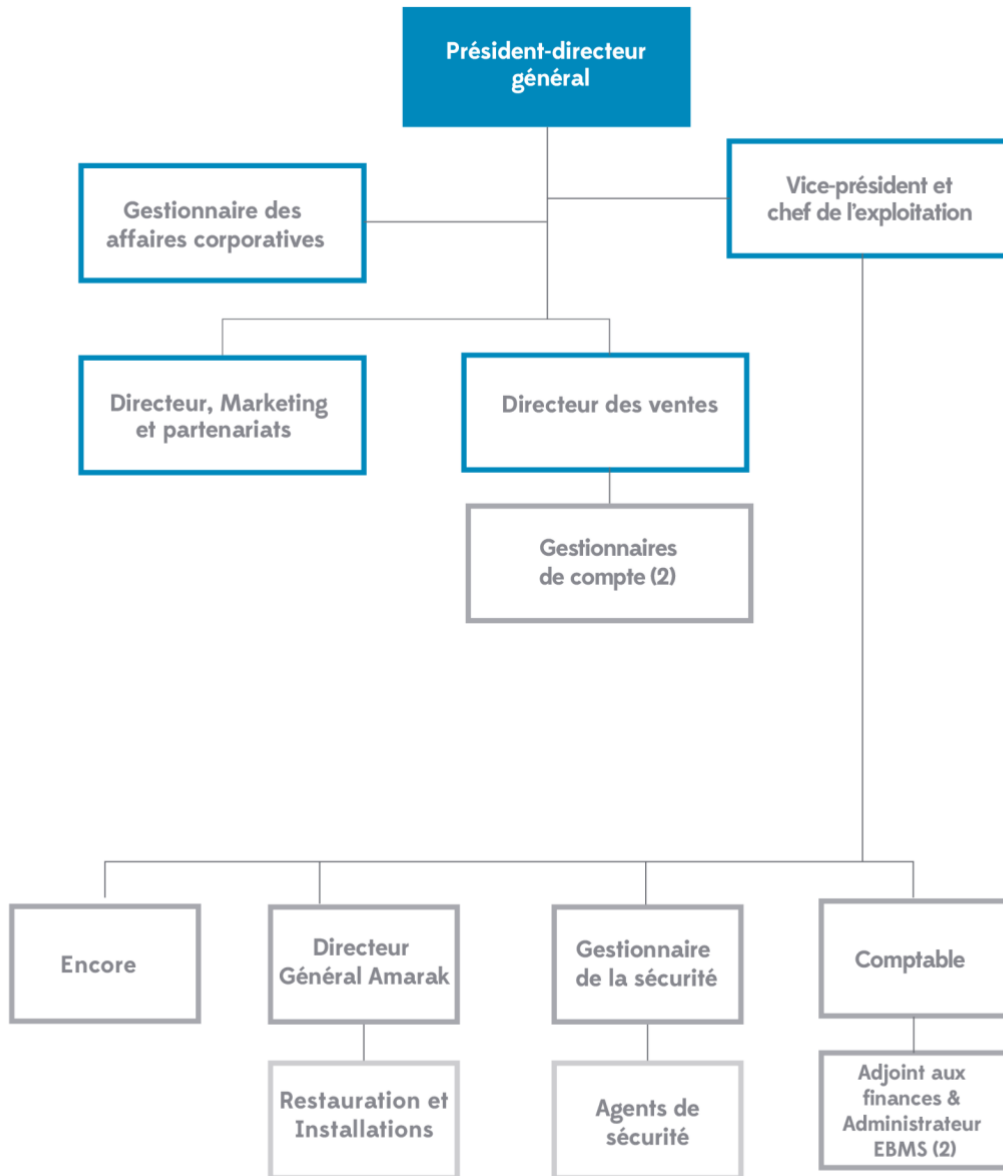 Président-directeur
général
Vice-président et
chef de l'exploitation
Gestionnaire des
affaires corporatives
Directeur, Marketing
et partenariats
Directeur des ventes
Gestionnaires
de compte (2)
Encore
Directeur
Général Amarak
Gestionnaire
de la sécurité
Comptable
Restauration et
Installations
Agents de
sécurité
Adjoint aux
finances &
Administrateur
EBMS (2)